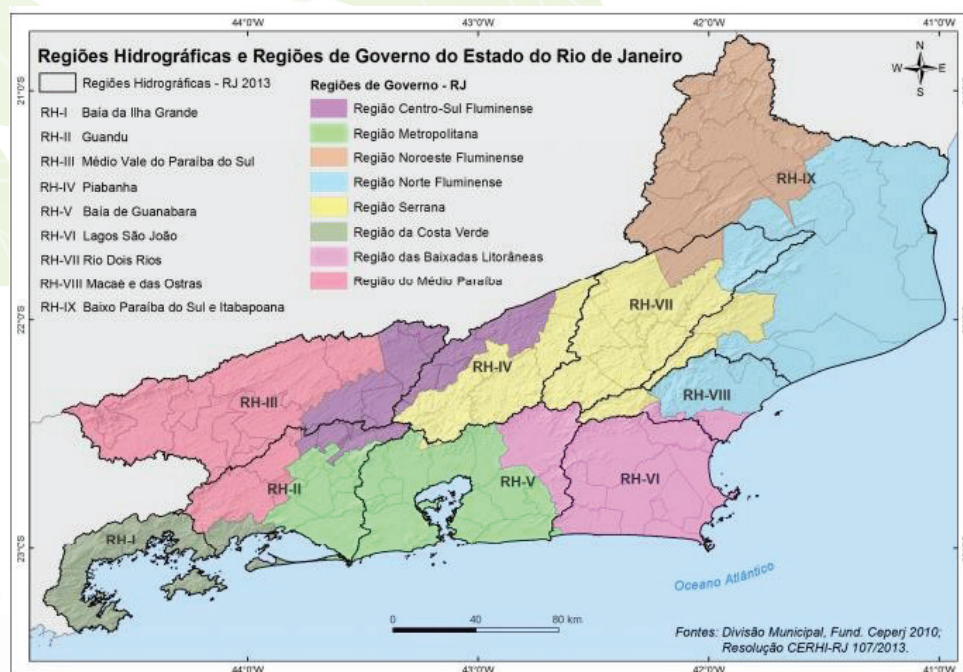 44°0'W
43°0'W
42°0'W
41°0'W
Regiões Hidrográficas e Regiões de Governo do Estado do Rio de Janeiro
N
W E
S
Regiões Hidrográficas - RJ 2013
RH-I Baía da Ilha Grande
RH-II Guandu
RH-III Médio Vale do Paraíba do Sul
RH-IV Piabanha
RH-V Baía de Guanabara
RH-VI Lagos São João
RH-VII Rio Dois Rios
RH-VIII Macaé e das Ostras
RH-IX Baixo Paraíba do Sul e Itabapoana
Regiões de Governo - RJ
Região Centro-Sul Fluminense
Região Metropolitana
Região Noroeste Fluminense
Região Norte Fluminense
Região Serrana
Região da Costa Verde
Região das Baixadas Litorâneas
Região do Médio Paraíba
21°0'S
22°0'S
23°0'S
RH-IX
RH-VII
RH-IV
RH-III
RH-VIII
RH-II
RH-V
RH-VI
RH-I
Oceano Atlântico
0 40 80 km
Fontes: Divisão Municipal, Fund. Ceperj 2010;
Resolução CERHI-RJ 107/2013.
44°0'W
43°0'W
42°0'W
41°0'W